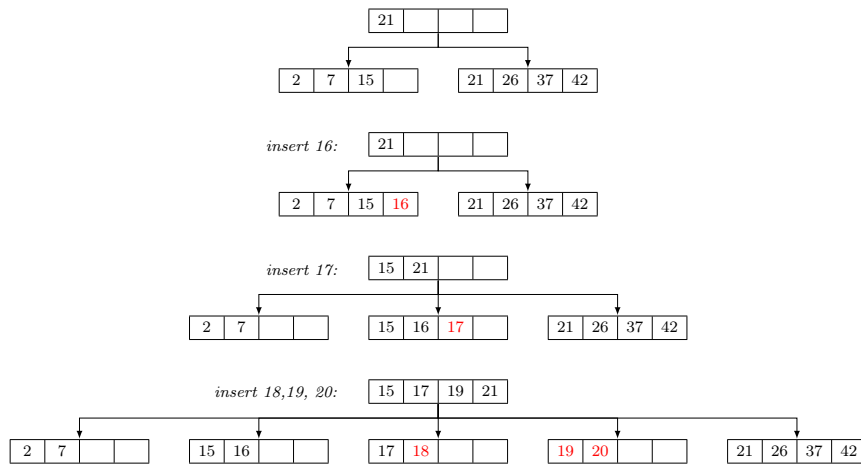 21
2 7 15 21 26 37 42
insert 16: 21
2 7 15 16 21 26 37 42
insert 17: 15 21
2 7 15 16 17 21 26 37 42
insert 18,19, 20: 15 17 19 21
2 7 15 16 17 18 19 20 21 26 37 42